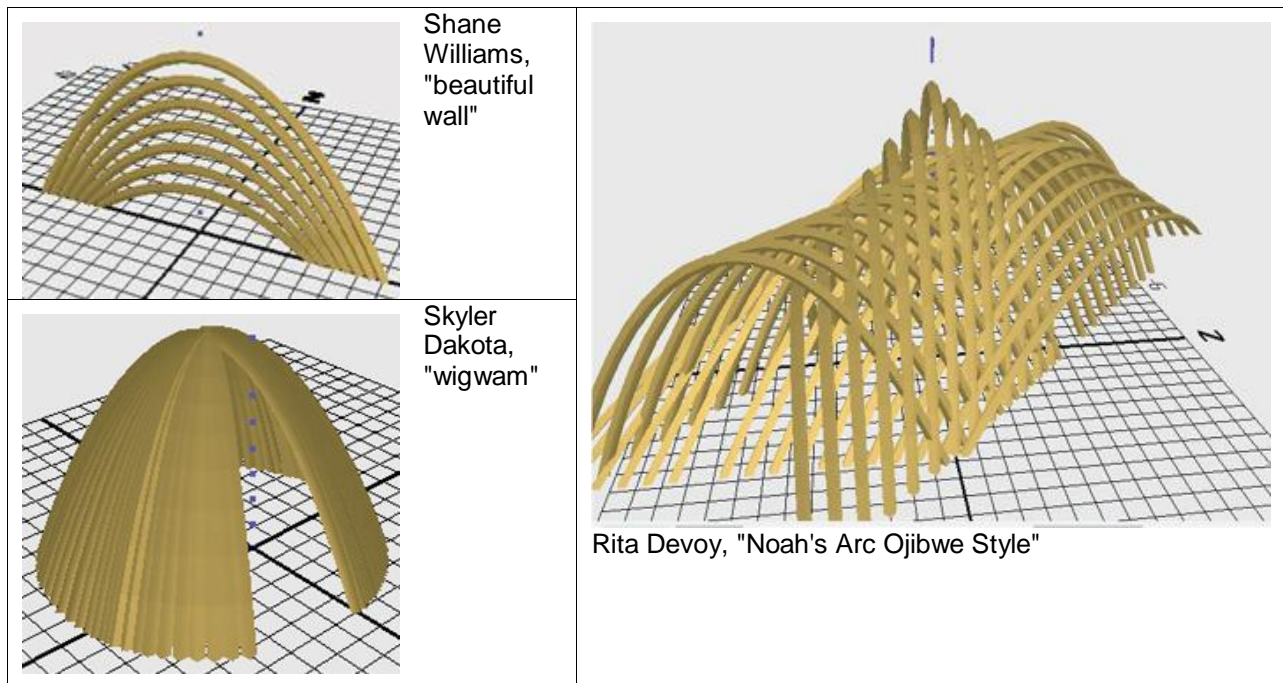 Shane
Williams,
"beautiful
wall"
Skyler
Dakota,
"wigwam"
Z
Rita Devoy, "Noah's Arc Ojibwe Style"